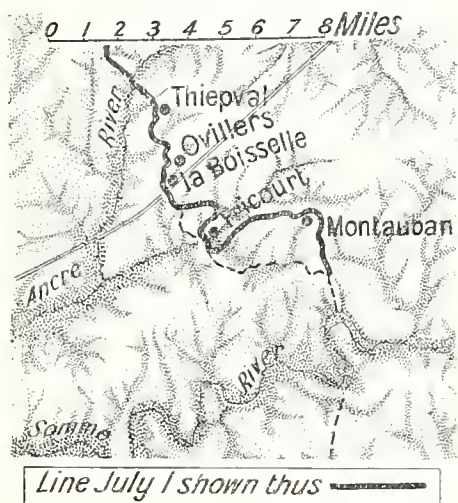 0 1 2 3 4 5 6 7 8 Miles
River
Thiepval
Ovillers
la Boisselle
Fricourt
Montauban
Ancre
River
Somme
Line July 1 shown thus